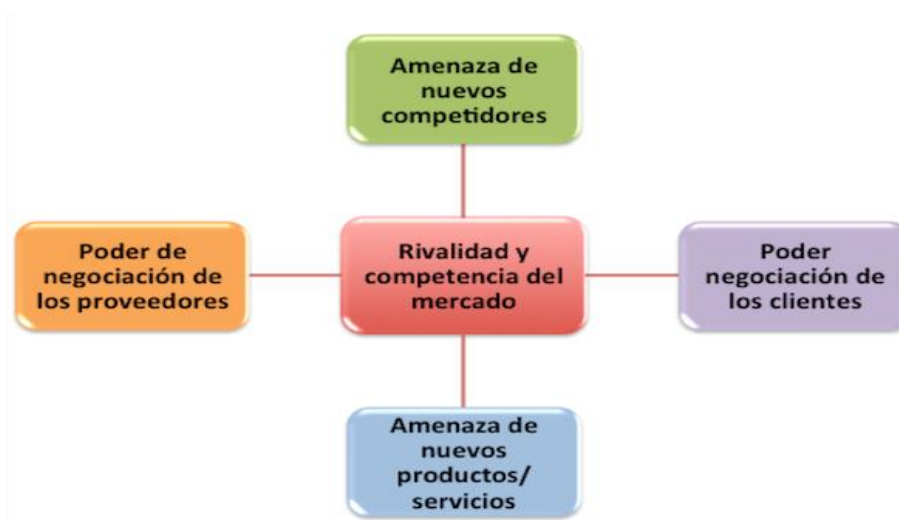 Amenaza de
nuevos
competidores
Poder de
negociación de
los proveedores
Rivalidad y
competencia del
mercado
Poder
negociación de
los clientes
Amenaza de
nuevos
productos/
servicios